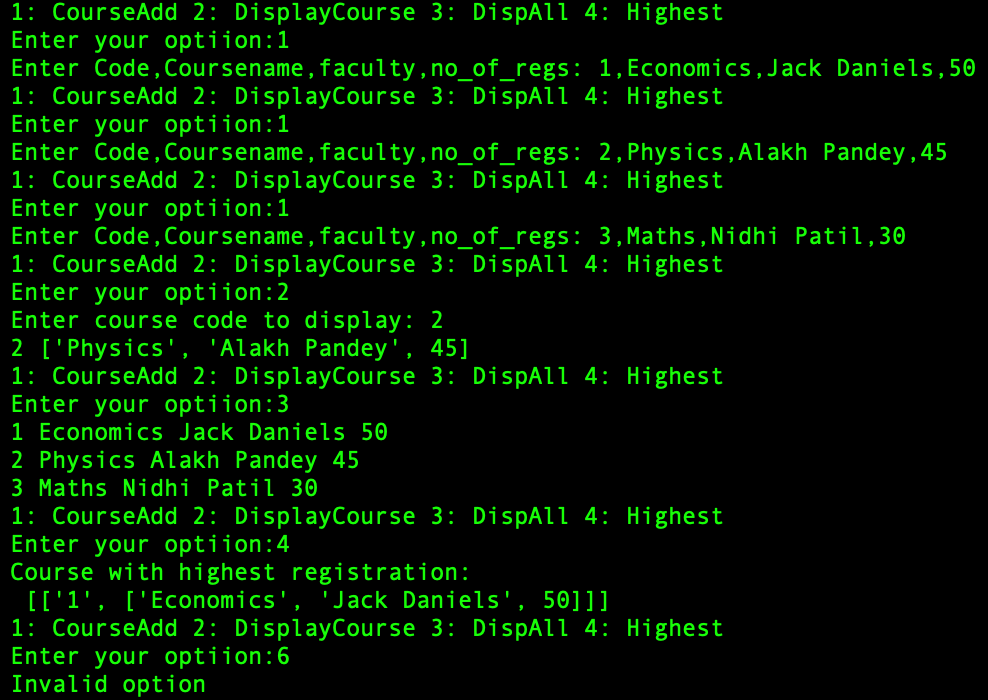 1: CourseAdd 2: DisplayCourse 3: DispAll 4: Highest
Enter your optiion:1
Enter Code,Coursename,faculty,no_of_regs: 1,Economics,Jack Daniels,50
1: CourseAdd 2: DisplayCourse 3: DispAll 4: Highest
Enter your optiion:1
Enter Code,Coursename,faculty,no_of_regs: 2,Physics,Alakh Pandey,45
1: CourseAdd 2: DisplayCourse 3: DispAll 4: Highest
Enter your optiion:1
Enter Code,Coursename,faculty,no_of_regs: 3,Maths,Nidhi Patil,30
1: CourseAdd 2: DisplayCourse 3: DispAll 4: Highest
Enter your optiion:2
Enter course code to display: 2
2 ['Physics', 'Alakh Pandey', 45]
1: CourseAdd 2: DisplayCourse 3: DispAll 4: Highest
Enter your optiion:3
1 Economics Jack Daniels 50
2 Physics Alakh Pandey 45
3 Maths Nidhi Patil 30
1: CourseAdd 2: DisplayCourse 3: DispAll 4: Highest
Enter your optiion:4
Course with highest registration:
 [['1', ['Economics', 'Jack Daniels', 50]]]
1: CourseAdd 2: DisplayCourse 3: DispAll 4: Highest
Enter your optiion:6
Invalid option